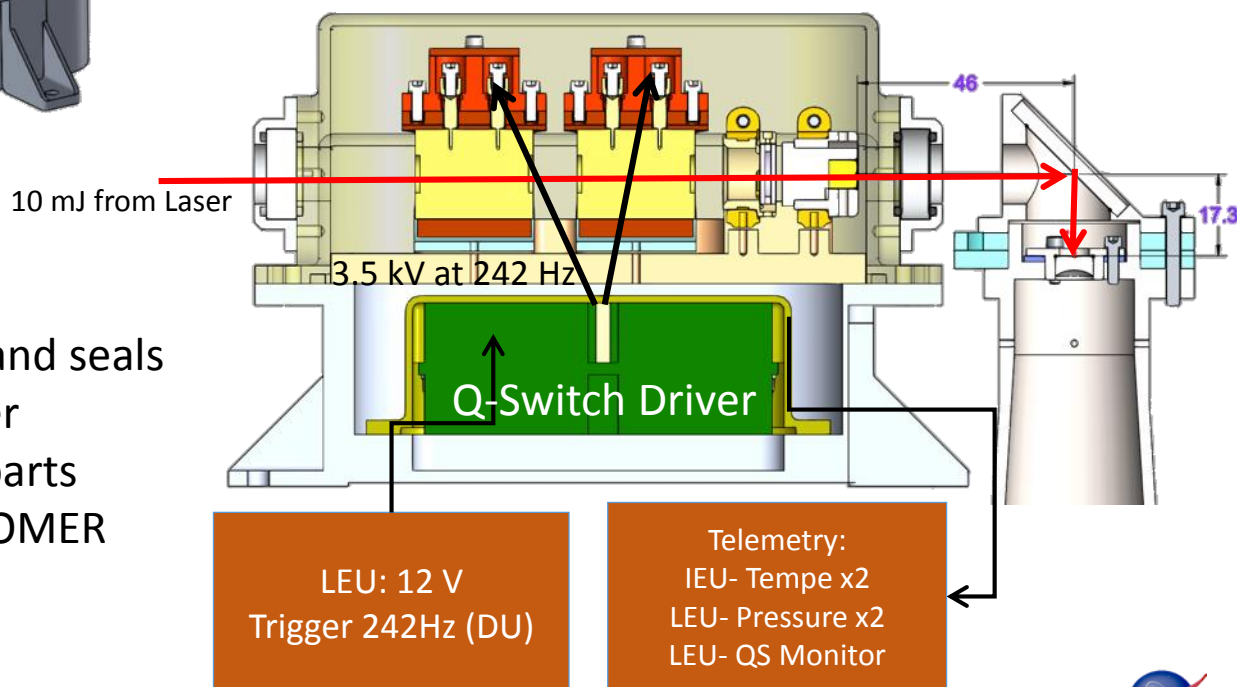 46
10 mJ from Laser
17.3
3.5 kV at 242 Hz
and seals
Q-Switch Driver
arts
OMER
LEU: 12 V
Trigger 242Hz (DU)
Telemetry:
IEU- Tempe x2
LEU- Pressure x2
LEU- QS Monitor